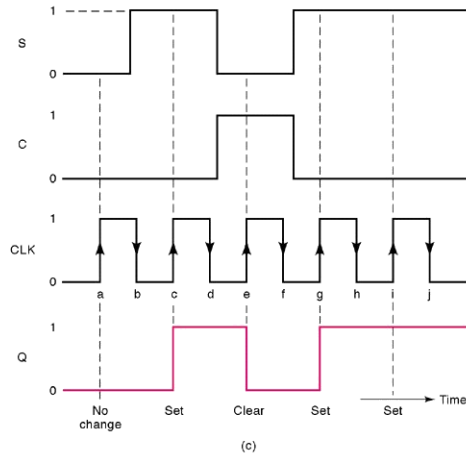 1
S
0
1
C
0
1
CLK
0
a b c d e f g h i j
1
Q
0
Time
No change Set Clear Set Set
(c)